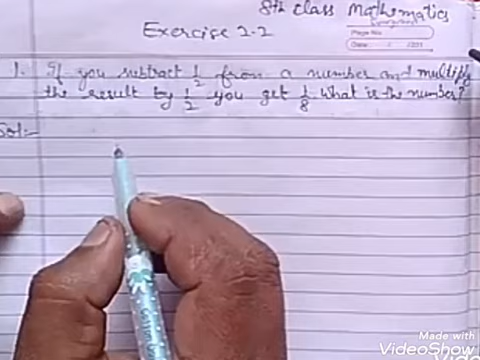 8th class Mathematics
Exercise 2.2
Page No.
Date: / /201
1. If you subtract 1/2 from a number and multiply
the result by 1/2 you get 1/8 what is the number?
Sol:-
Made with
VideoShow